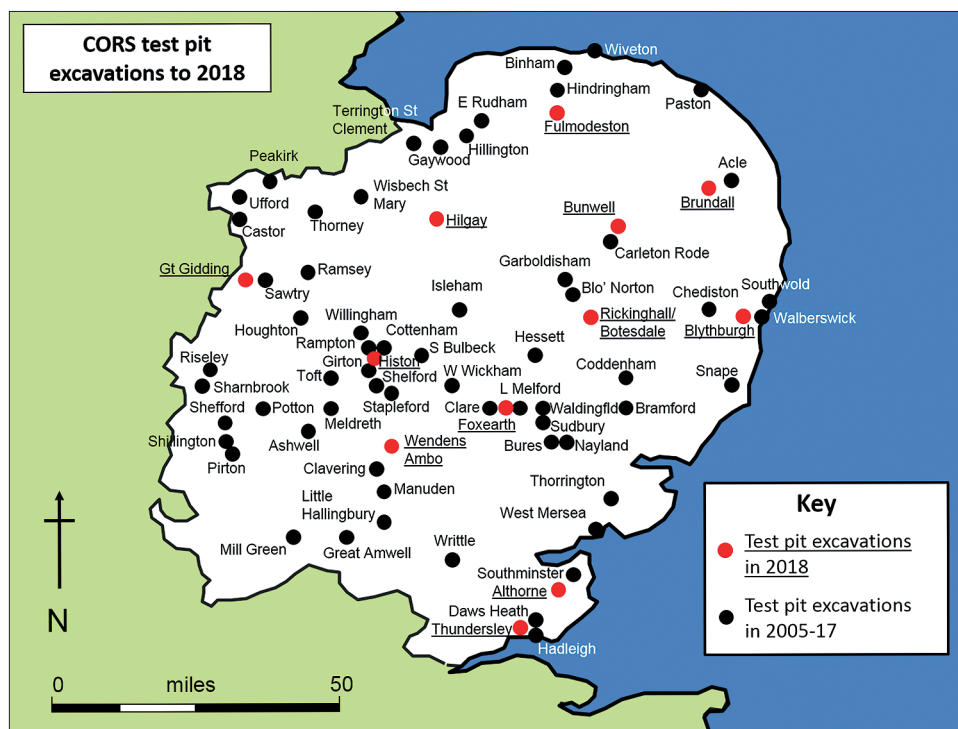 CORS test pit
excavations to 2018
Wiveton
Binham
Hindringham
Paston
E Rudham
Terrington St
Clement
Fulmodeston
Hillington
Gaywood
Peakirk
Acle
Wisbech St
Mary
Ufford
Brundall
Bunwell
Thorney
Hilgay
Castor
Carleton Rode
Garboldisham
Gt Gidding
Ramsey
Southwold
Isleham
Blo' Norton
Chediston
Sawtry
Willingham
Rickinghall/
Botesdale
Walberswick
Houghton
Cottenham
Blythburgh
Rampton
S Bulbeck
Hessett
Riseley
Girton
Histon
Coddenham
Toft
Shelford
W Wickham
Snape
Sharnbrook
L Melford
Shefford
Potton
Stapleford
Clare
Waldingfld
Bramford
Meldreth
Foxearth
Sudbury
Shillington
Ashwell
Wendens
Ambo
Bures
Nayland
Pirton
Clavering
Thorrington
Manuden
Little
Hallingbury
West Mersea
Mill Green
Great Amwell
Writtle
Southminster
Althorne
Daws Heath
Thundersley
Hadleigh
Key
Test pit excavations
in 2018
Test pit excavations
in 2005-17
N
0 miles 50